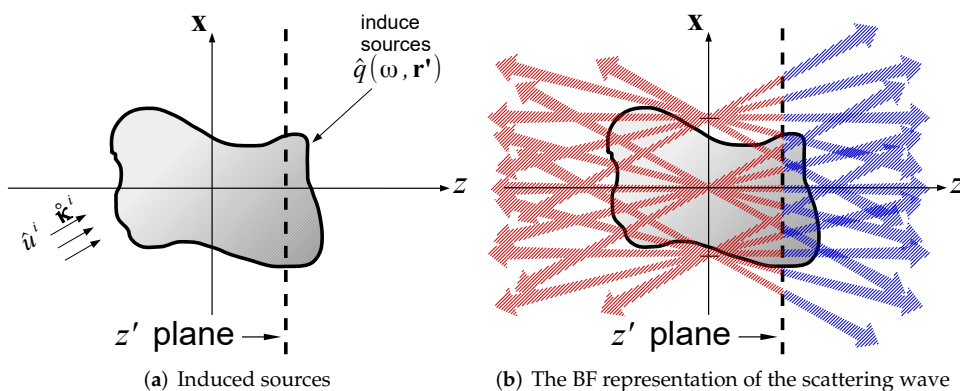 x
induce
sources
q̂(ω, r')
z
û^i κ̊^i
z′ plane
(a) Induced sources
x
z
z′ plane
(b) The BF representation of the scattering wave